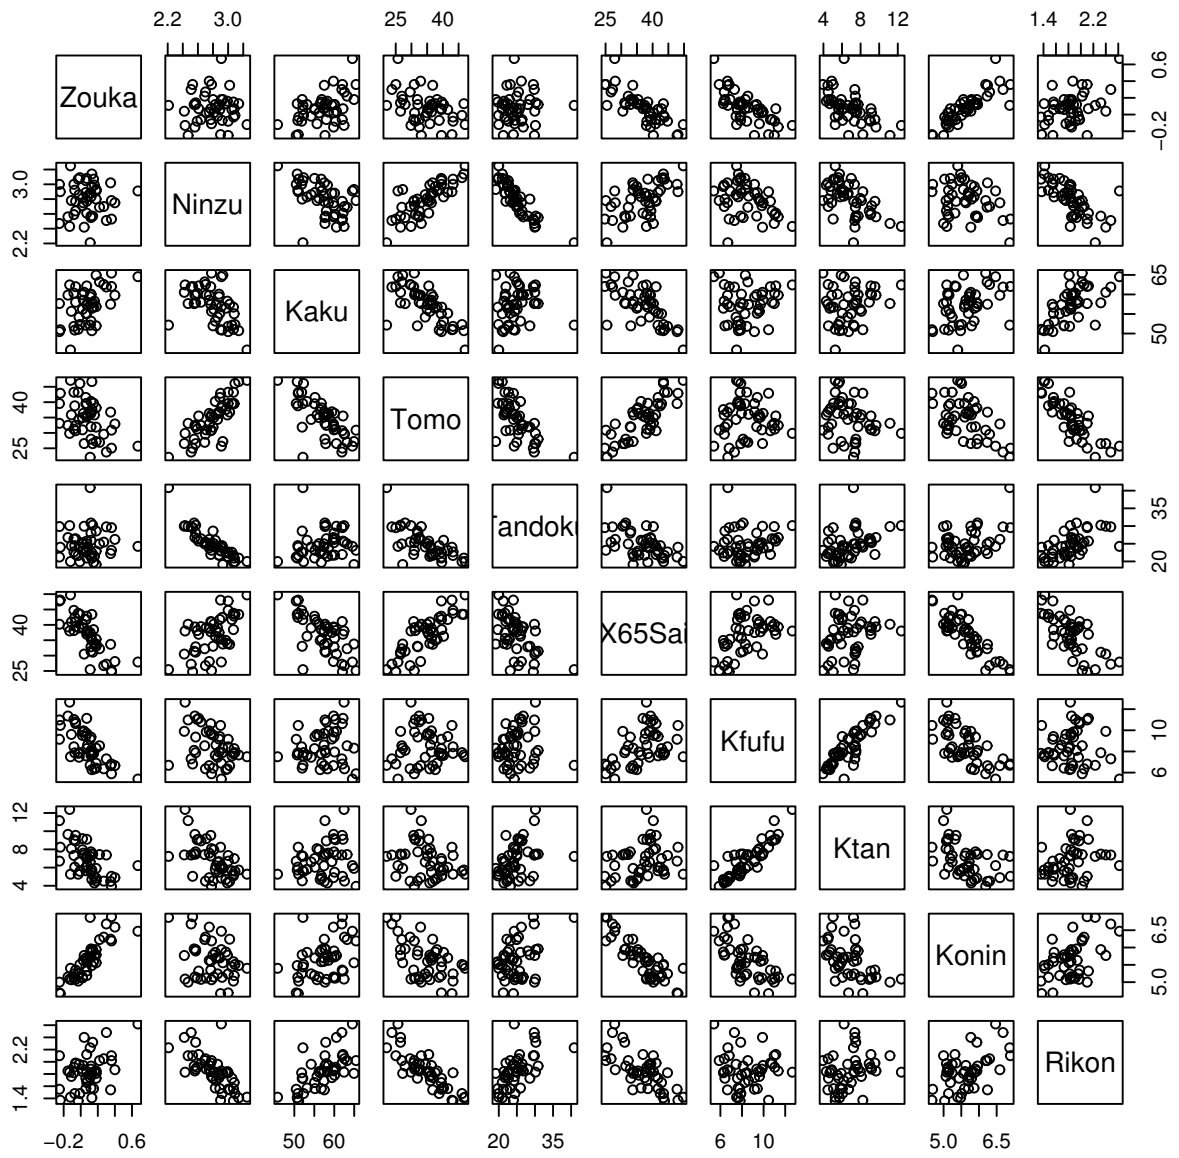 2.2 3.0 25 40 25 40 4 8 12 1.4 2.2
Zouka −0.2 0.6
2.2 3.0 Ninzu
Kaku 50 65
25 40 Tomo
Tandoku 20 35
25 40 X65Sai
Kfufu 6 10
4 8 12 Ktan
Konin 5.0 6.5
1.4 2.2 Rikon
−0.2 0.6 50 60 20 35 6 10 5.0 6.5